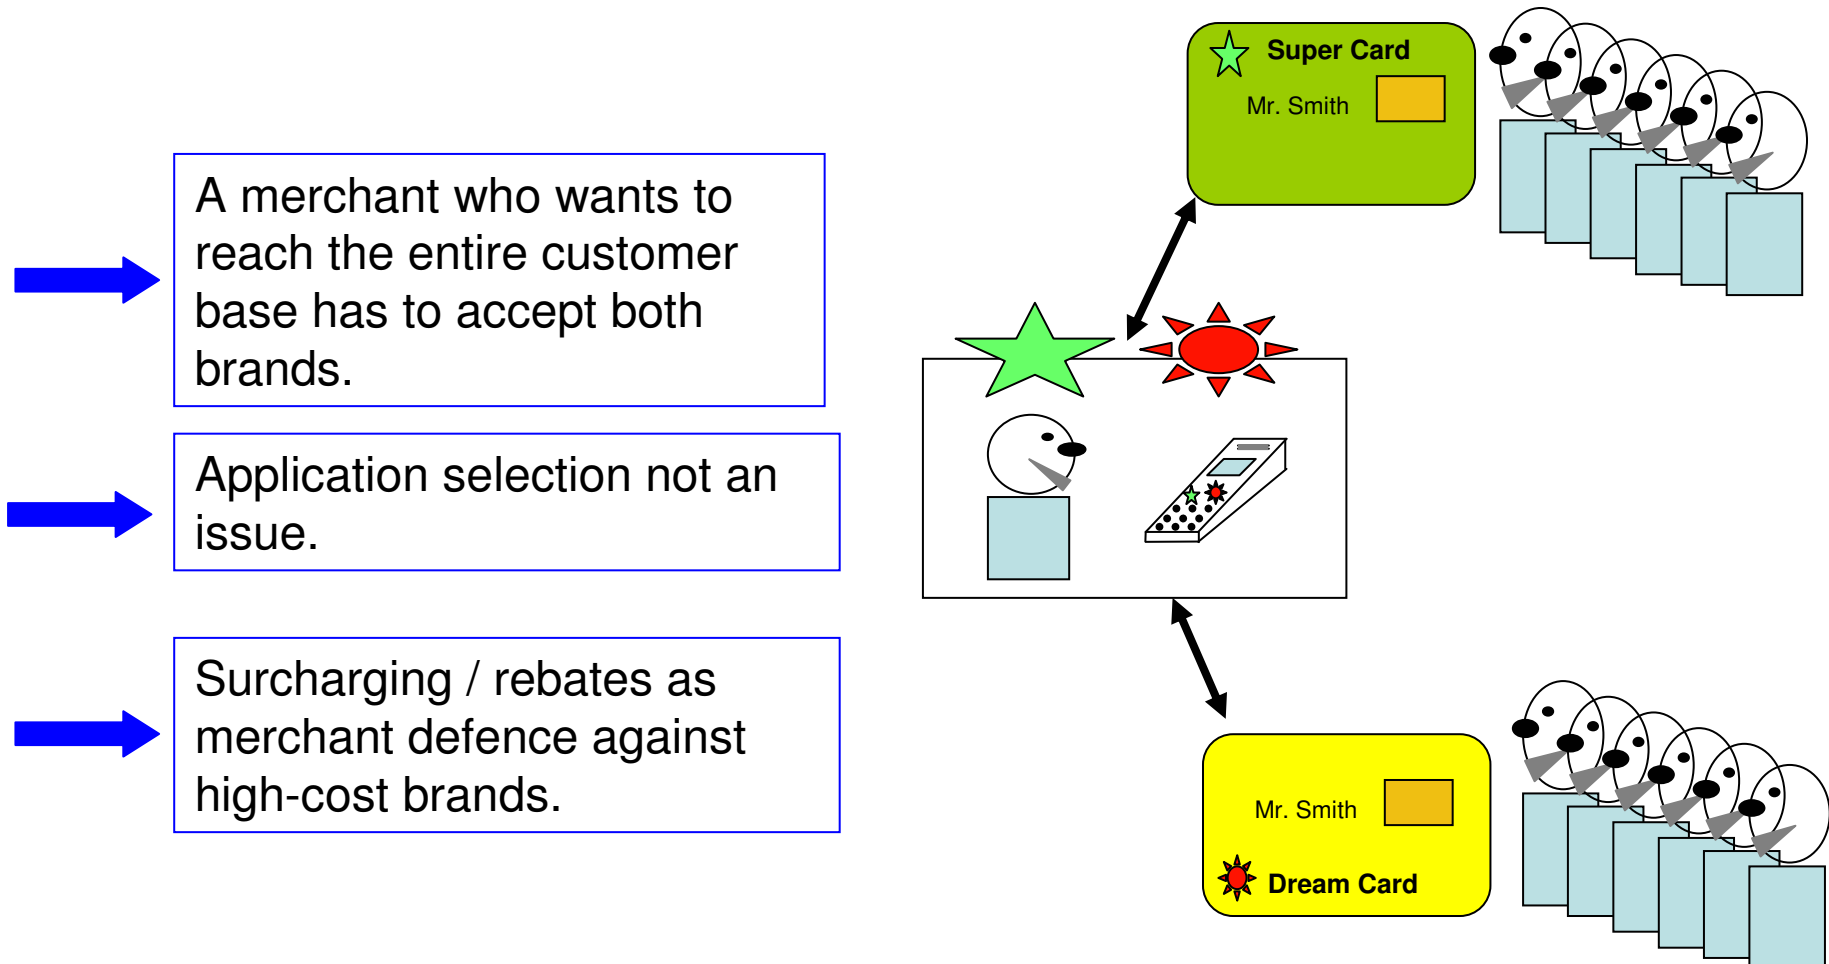 Super Card
Mr. Smith
A merchant who wants to
reach the entire customer
base has to accept both
brands.
Application selection not an
issue.
Surcharging / rebates as
merchant defence against
high-cost brands.
Mr. Smith
Dream Card